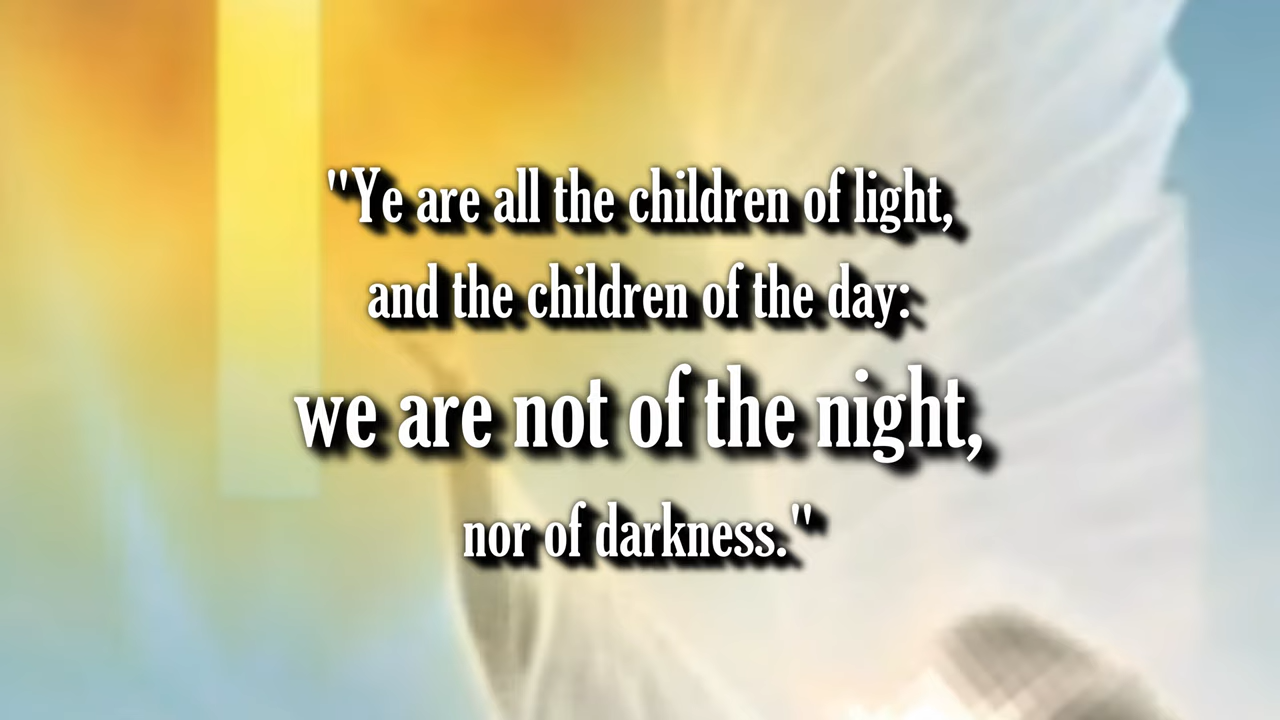 "Ye are all the children of light,
and the children of the day:
we are not of the night,
nor of darkness."